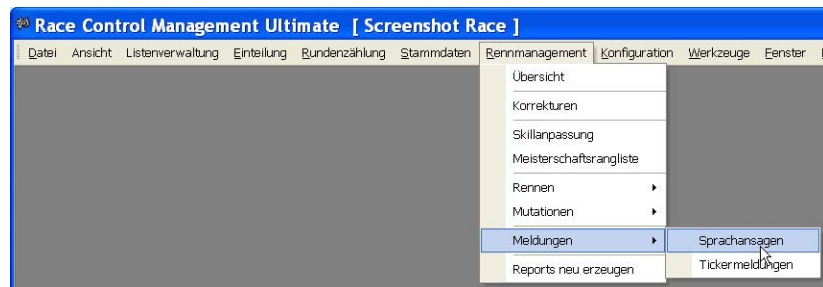 Race Control Management Ultimate [ Screenshot Race ]
Datei Ansicht Listenverwaltung Einteilung Rundenzählung Stammdaten Rennmanagement Konfiguration Werkzeuge Fenster
Übersicht
Korrekturen
Skillanpassung
Meisterschaftsrangliste
Rennen
Mutationen
Meldungen Sprachansagen
Tickermeldungen
Reports neu erzeugen